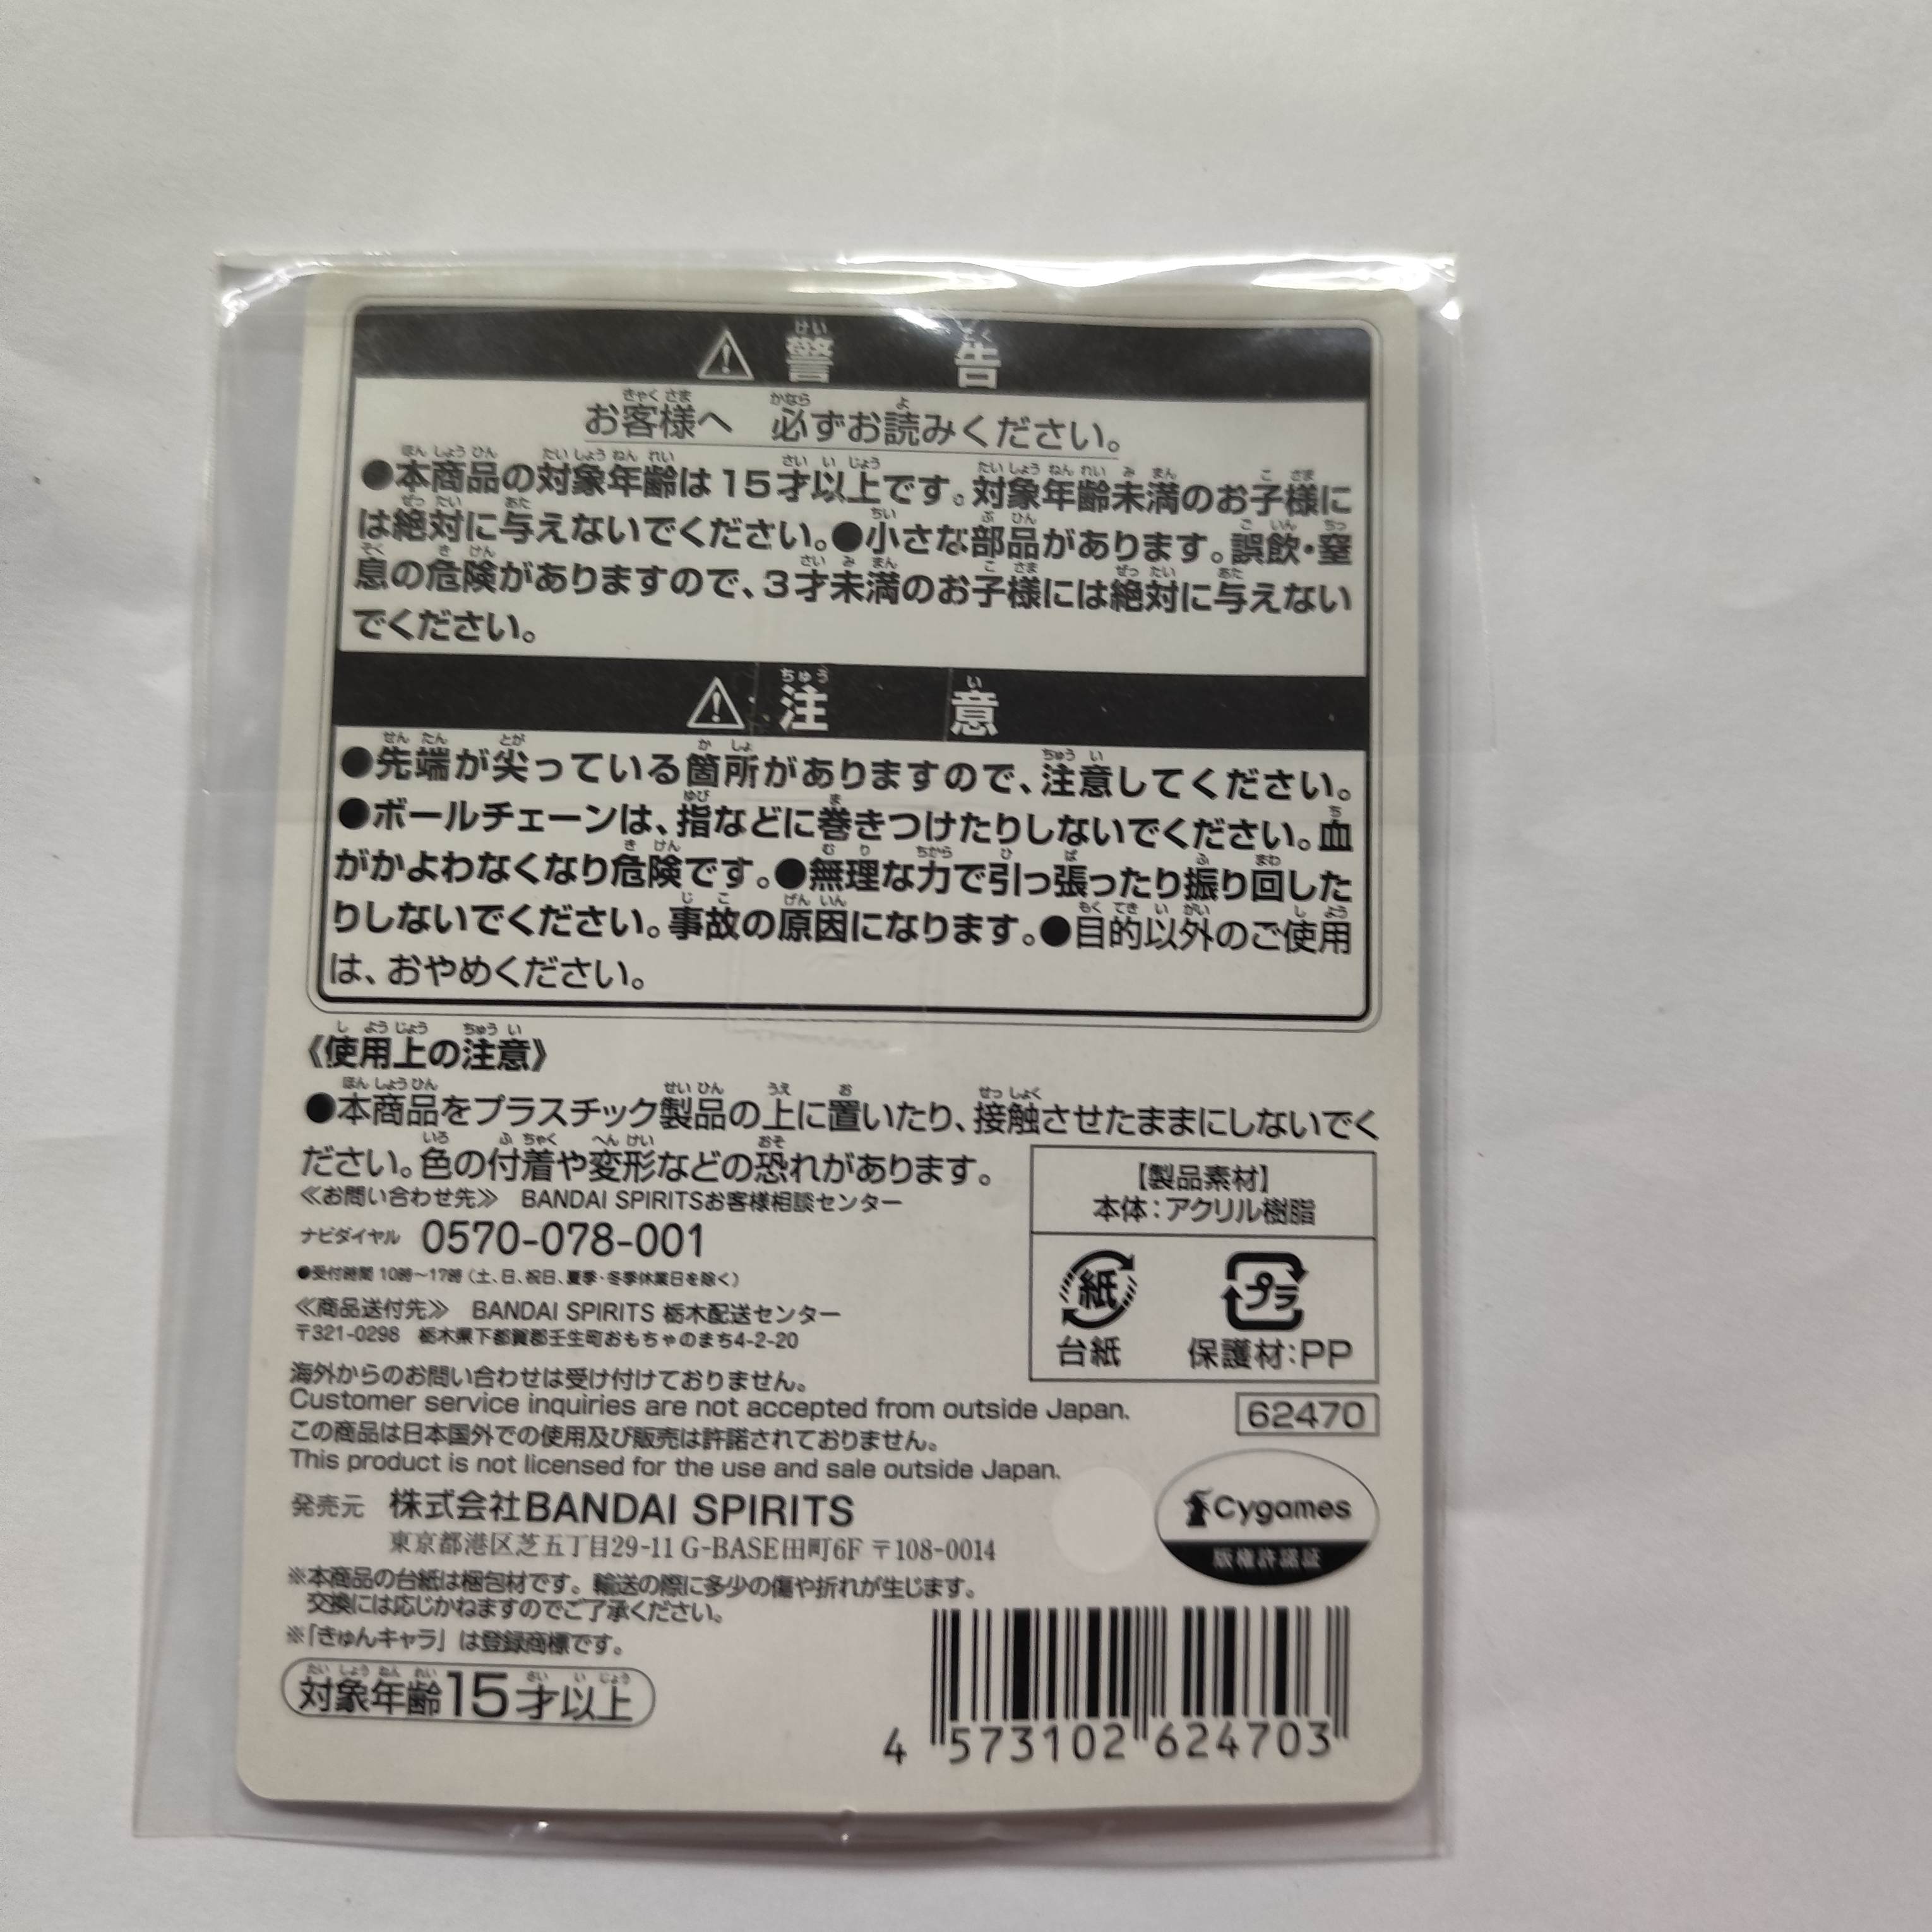 ⚠警告
お客様へ 必ずお読みください。
●本商品の対象年齢は15才以上です。対象年齢未満のお子様に
は絶対に与えないでください。●小さな部品があります。誤飲・窒
息の危険がありますので、3才未満のお子様には絶対に与えない
でください。
⚠注意
●先端が尖っている箇所がありますので、注意してください。
●ボールチェーンは、指などに巻きつけたりしないでください。血
がかよわなくなり危険です。●無理な力で引っ張ったり振り回した
りしないでください。事故の原因になります。●目的以外のご使用
は、おやめください。
《使用上の注意》
●本商品をプラスチック製品の上に置いたり、接触させたままにしないでく
ださい。色の付着や変形などの恐れがあります。
≪お問い合わせ先≫ BANDAI SPIRITSお客様相談センター
ナビダイヤル 0570-078-001
●受付時間 10時～17時（土、日、祝日、夏季・冬季休業日を除く）
≪商品送付先≫ BANDAI SPIRITS 栃木配送センター
〒321-0298 栃木県下都賀郡壬生町おもちゃのまち4-2-20
【製品素材】
本体：アクリル樹脂
紙
プラ
台紙
保護材：PP
海外からのお問い合わせは受け付けておりません。
Customer service inquiries are not accepted from outside Japan.
この商品は日本国外での使用及び販売は許諾されておりません。
This product is not licensed for the use and sale outside Japan.
62470
発売元 株式会社BANDAI SPIRITS
東京都港区芝五丁目29-11 G-BASE田町6F 〒108-0014
Cygames
版権許諾証
※本商品の台紙は梱包材です。輸送の際に多少の傷や折れが生じます。
交換には応じかねますのでご了承ください。
※「きゅんキャラ」は登録商標です。
対象年齢15才以上
4 573102 624703